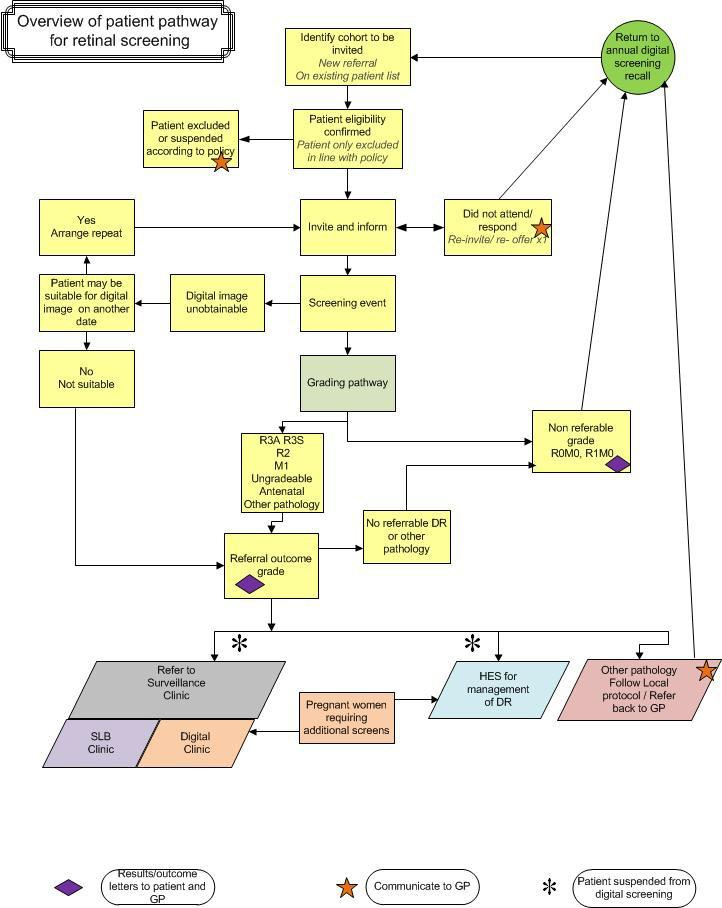 Overview of patient pathway
for retinal screening
Identify cohort to be
invited
New referral
On existing patient list
Return to
annual digital
screening
recall
Patient excluded
or suspended
according to policy
Patient eligibility
confirmed
Patient only excluded
in line with policy
Yes
Arrange repeat
Invite and inform
Did not attend/
respond
Re-invite/ re- offer x1
Patient may be
suitable for digital
image on another
date
Digital image
unobtainable
Screening event
No
Not suitable
Grading pathway
R3A R3S
R2
M1
Ungradeable
Antenatal
Other pathology
Non referable
grade
R0M0, R1M0
No referrable DR
or other
pathology
Referral outcome
grade
Refer to
Surveillance
Clinic
HES for
management
of DR
Other pathology
Follow Local
protocol / Refer
back to GP
Pregnant women
requiring
additional screens
SLB
Clinic
Digital
Clinic
Results/outcome
letters to patient and
GP
Communicate to GP
Patient suspended from
digital screening